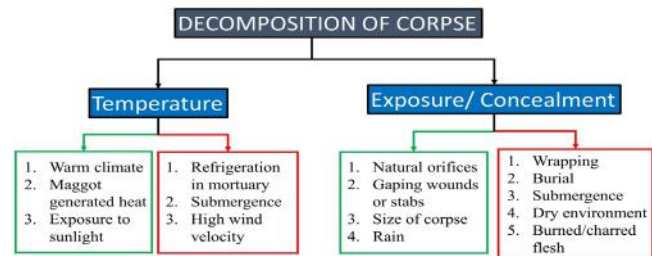 DECOMPOSITION OF CORPSE
Temperature
Exposure/ Concealment
1. Warm climate
2. Maggot
generated heat
3. Exposure to
sunlight
1. Refrigeration
in mortuary
2. Submergence
3. High wind
velocity
1. Natural orifices
2. Gaping wounds
or stabs
3. Size of corpse
4. Rain
1. Wrapping
2. Burial
3. Submergence
4. Dry environment
5. Burned/charred
flesh